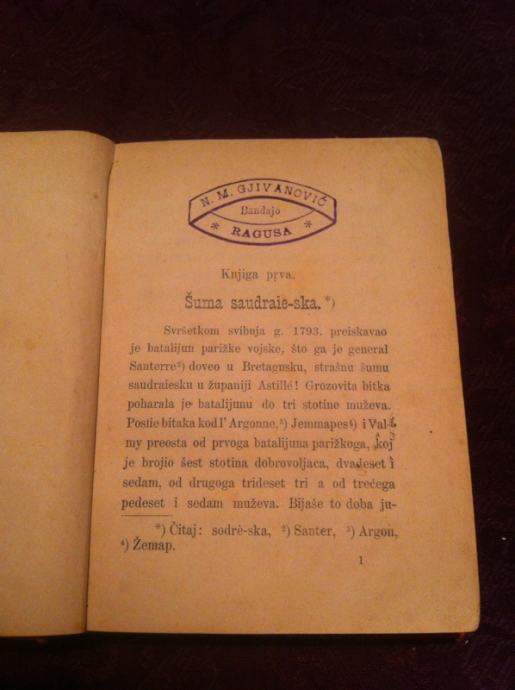 N. M. GJIVANOVIĆ
Bandajo
* RAGUSA *
Knjiga prva.
Šuma saudraie-ska. *)
Svršetkom svibnja g. 1793. preiskavao
je batalijun parižke vojske, što ga je general
Santerre²) doveo u Bretagnsku, strašnu šumu
saudraiesku u županiji Astillé! Grozovita bitka
poharala je batalijunu do tri stotine muževa.
Poslie bitaka kod l' Argonne,³) Jemmapes⁴) i Val-
my preosta od prvoga batalijuna parižkoga, koj
je brojio šest stotina dobrovoljaca, dvadeset i
sedam, od drugoga trideset tri a od trećega
pedeset i sedam muževa. Bijaše to doba ju-
*) Čitaj: sodrè-ska, ²) Santer, ³) Argon,
⁴) Žemap.
1